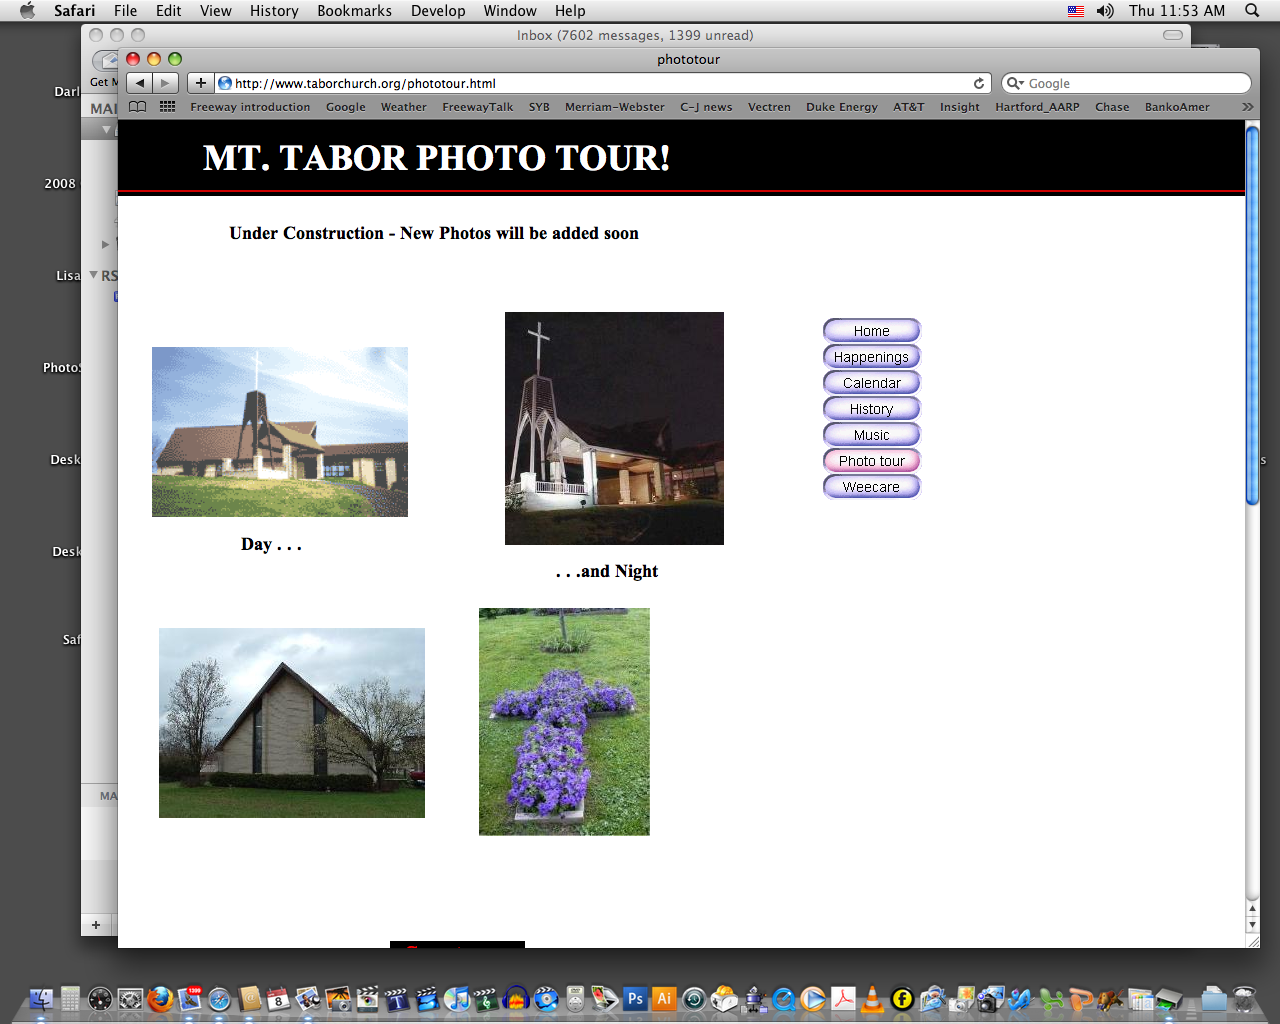 Safari File Edit View History Bookmarks Develop Window Help Thu 11:53 AM
Inbox (7602 messages, 1399 unread)
phototour
Get M
http://www.taborchurch.org/phototour.html
Google
Freeway introduction Google Weather FreewayTalk SYB Merriam-Webster C-J news Vectren Duke Energy AT&T Insight Hartford_AARP Chase BankoAmer
MAI
Darl
2008
Lisa
RS
PhotoS
Desk
Desk
Saf
MA
MT. TABOR PHOTO TOUR!
Under Construction - New Photos will be added soon
Home
Happenings
Calendar
History
Music
Photo tour
Weecare
Day . . .
. . .and Night
s
1399
8
Ps
Ai